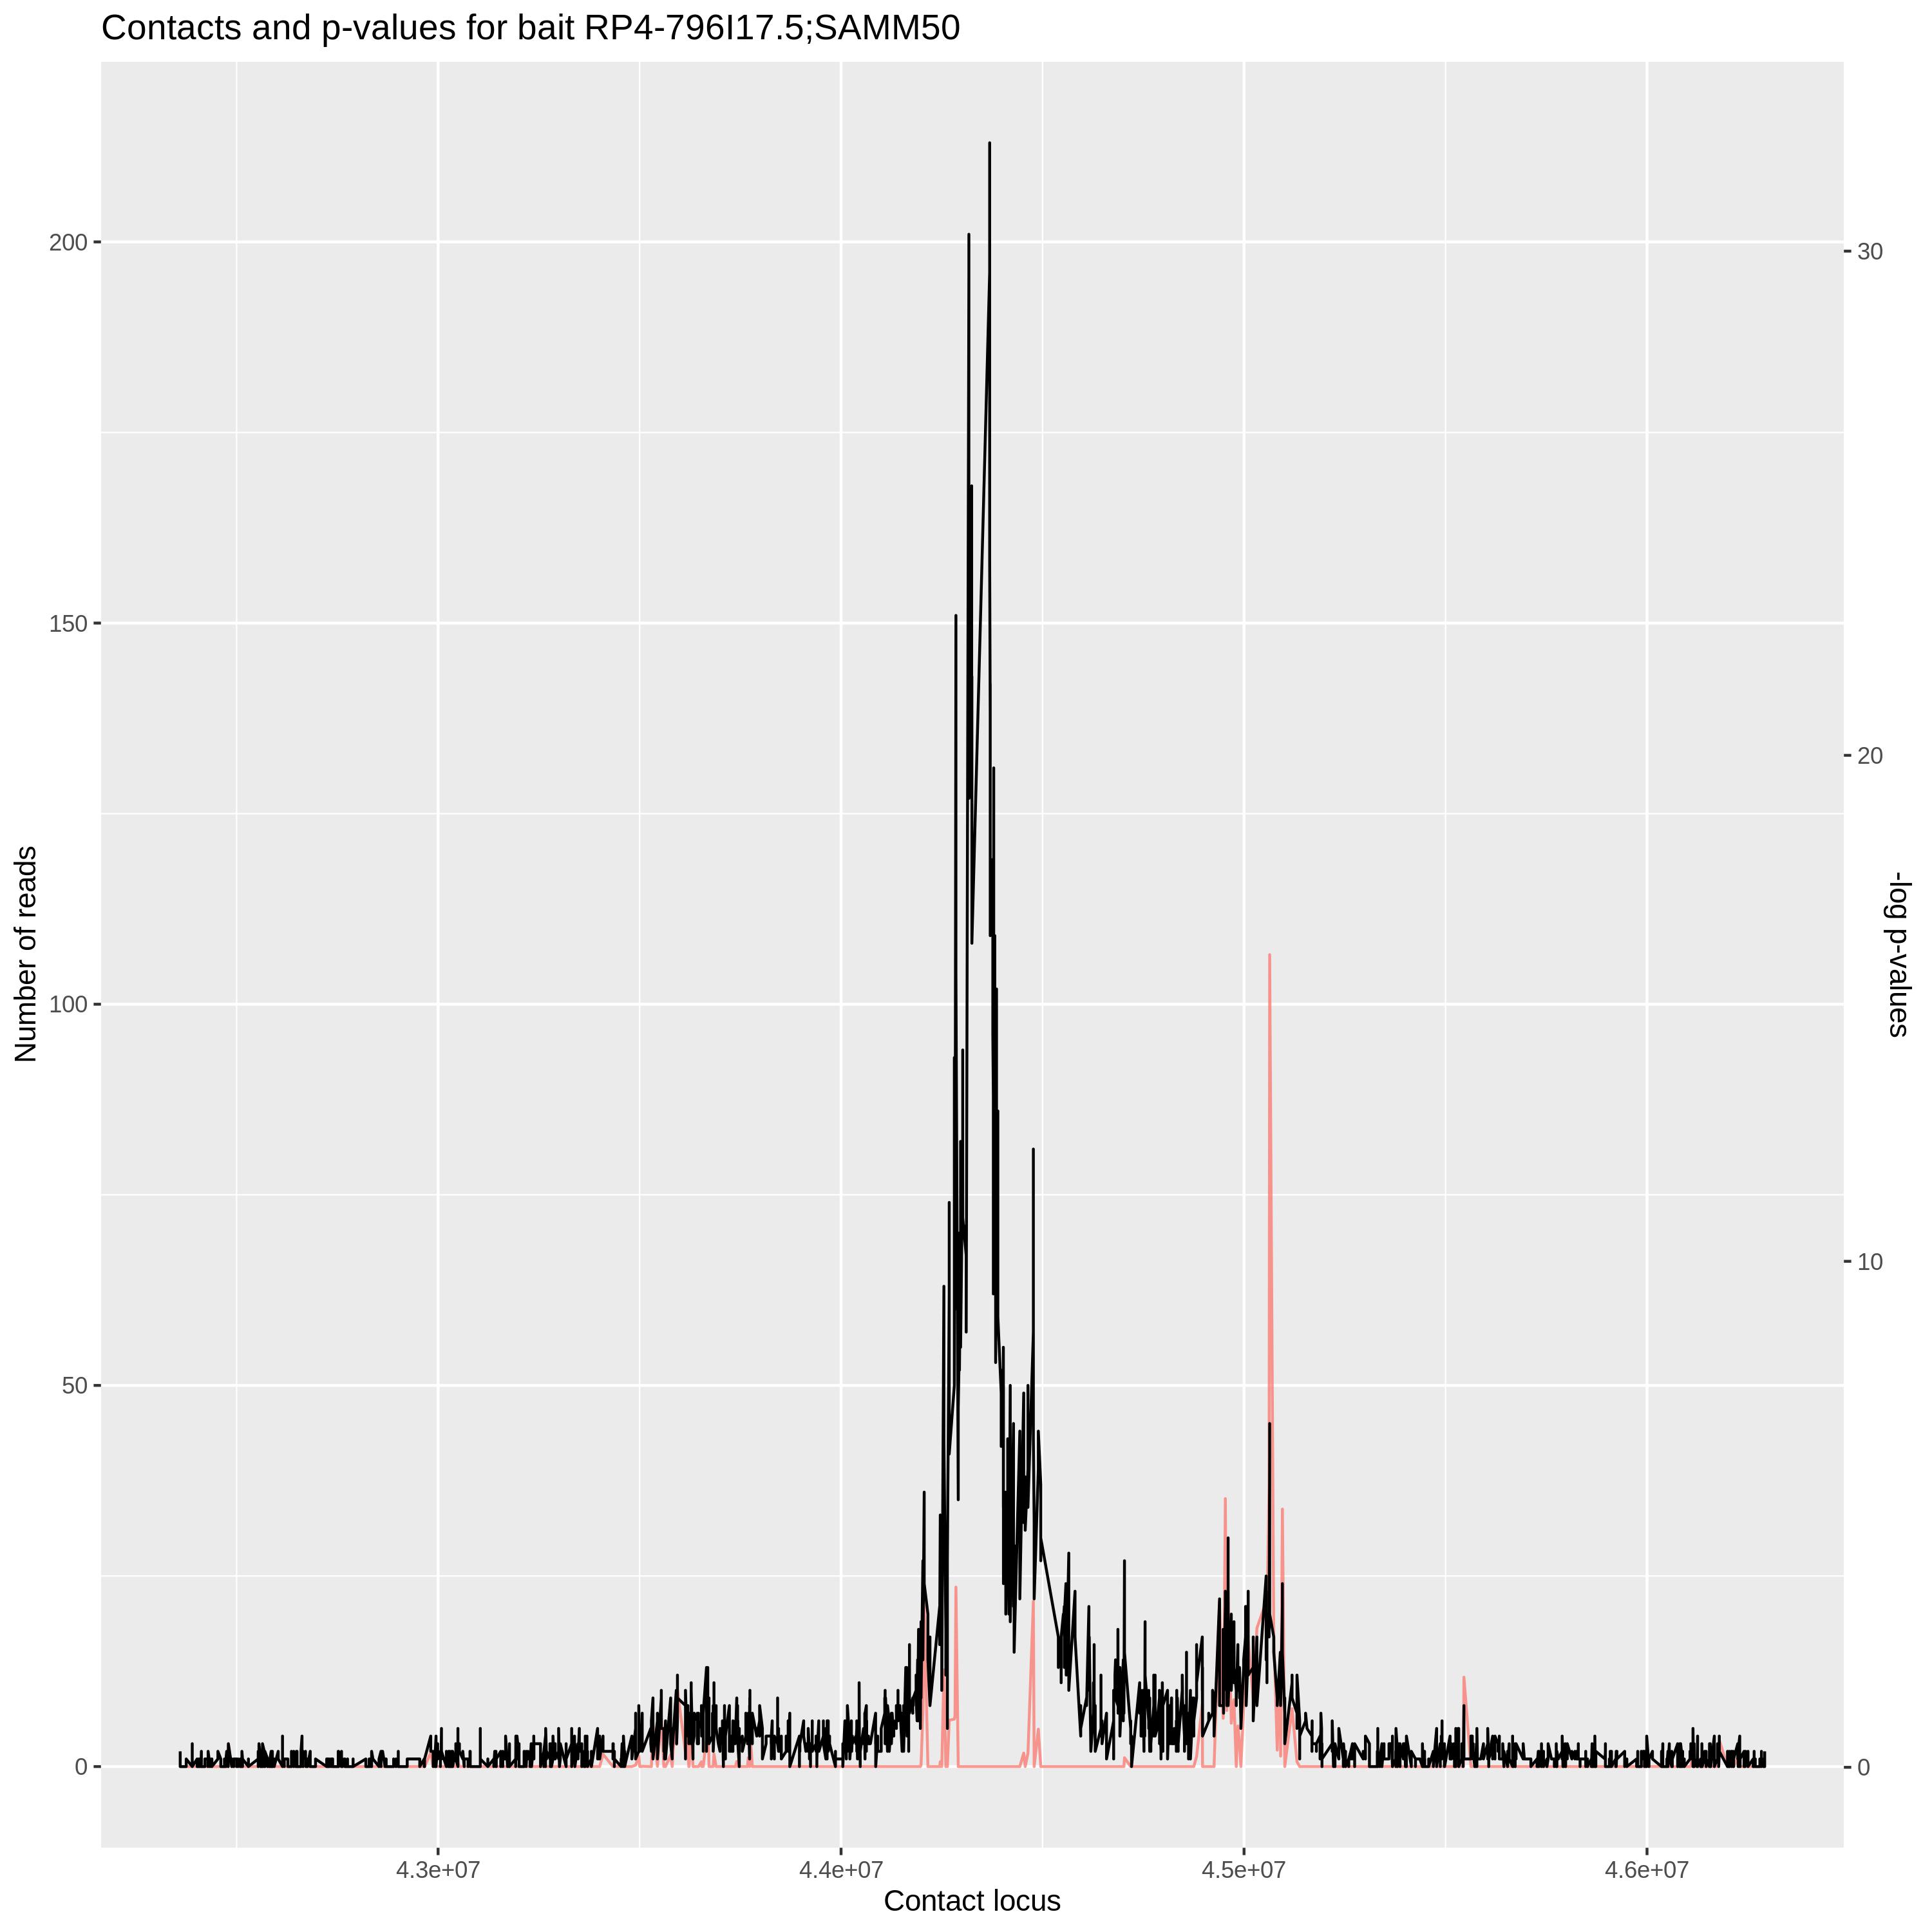 Contacts and p-values for bait RP4-796I17.5;SAMM50
200
150
100
50
0
Number of reads
30
20
10
0
-log p-values
4.3e+07
4.4e+07
4.5e+07
4.6e+07
Contact locus